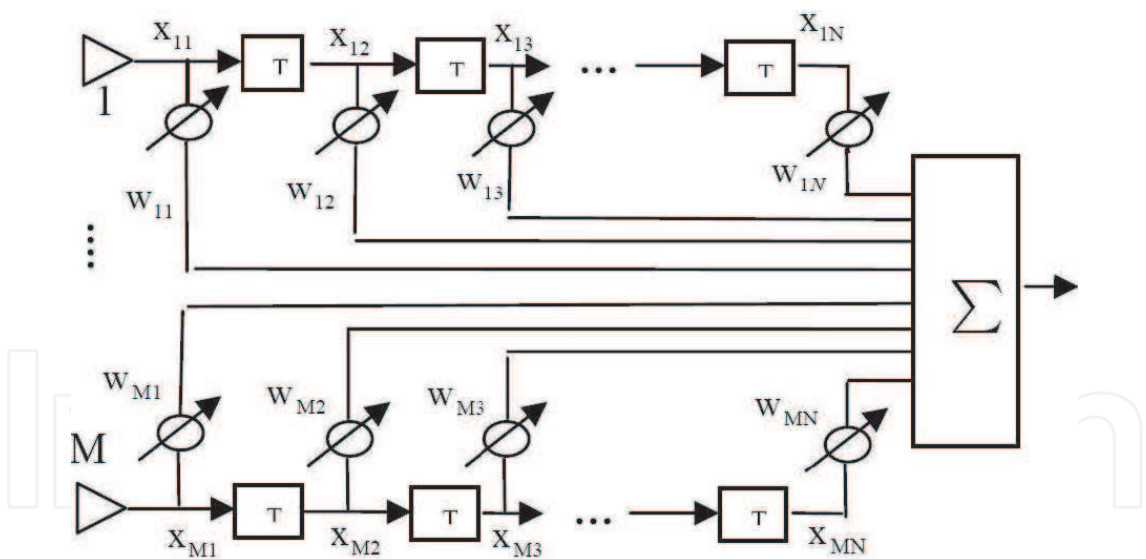 X11 X12 X13 X1N
T T ... T
1
W11 W12 W13 W1N
Σ
WM1 WM2 WM3 WMN
M
T T ... T
XM1 XM2 XM3 XMN